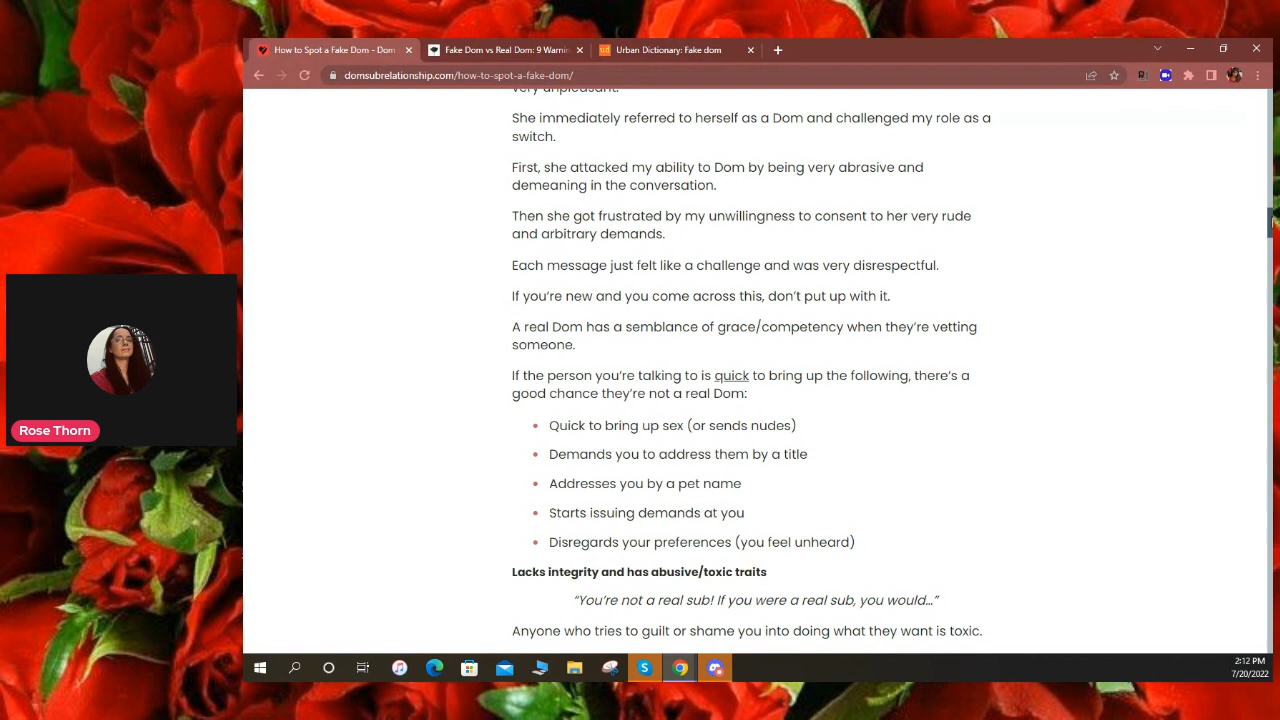 How to Spot a Fake Dom - Dom
Fake Dom vs Real Dom: 9 Warnin
ud
Urban Dictionary: Fake dom
domsubrelationship.com/how-to-spot-a-fake-dom/
very unpleasant.
She immediately referred to herself as a Dom and challenged my role as a
switch.
First, she attacked my ability to Dom by being very abrasive and
demeaning in the conversation.
Then she got frustrated by my unwillingness to consent to her very rude
and arbitrary demands.
Each message just felt like a challenge and was very disrespectful.
If you’re new and you come across this, don’t put up with it.
A real Dom has a semblance of grace/competency when they’re vetting
someone.
If the person you’re talking to is quick to bring up the following, there’s a
good chance they’re not a real Dom:
• Quick to bring up sex (or sends nudes)
• Demands you to address them by a title
• Addresses you by a pet name
• Starts issuing demands at you
• Disregards your preferences (you feel unheard)
Lacks integrity and has abusive/toxic traits
“You’re not a real sub! If you were a real sub, you would…”
Anyone who tries to guilt or shame you into doing what they want is toxic.
Rose Thorn
2:12 PM
7/20/2022